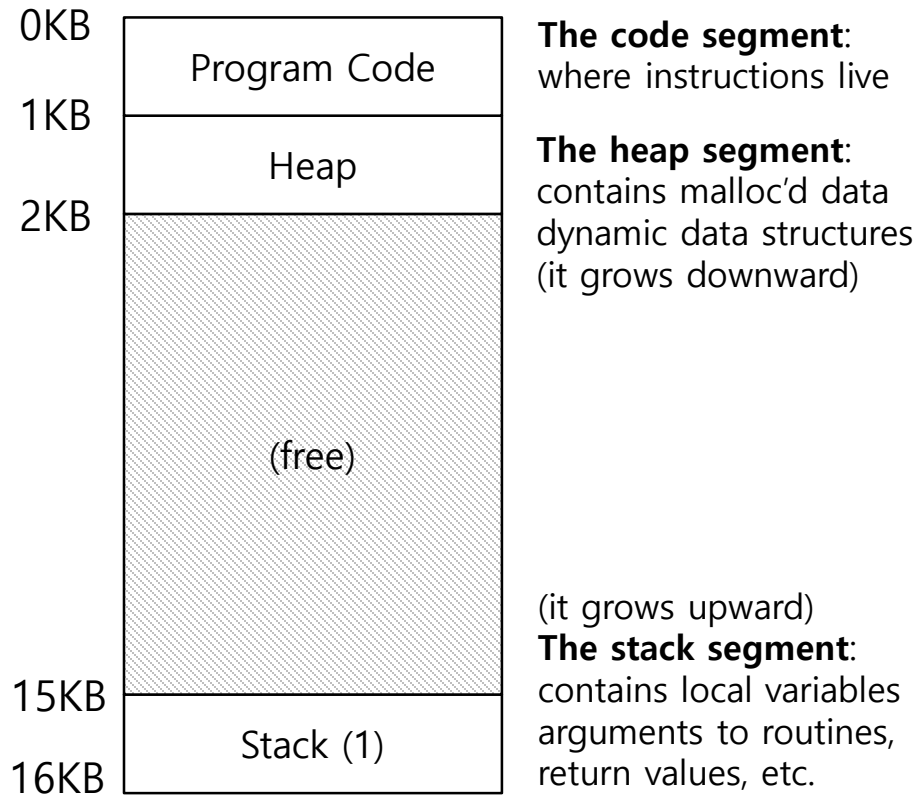 0KB
Program Code
The code segment:
where instructions live
1KB
Heap
The heap segment:
contains malloc’d data
dynamic data structures
(it grows downward)
2KB
(free)
(it grows upward)
The stack segment:
contains local variables
arguments to routines,
return values, etc.
15KB
Stack (1)
16KB